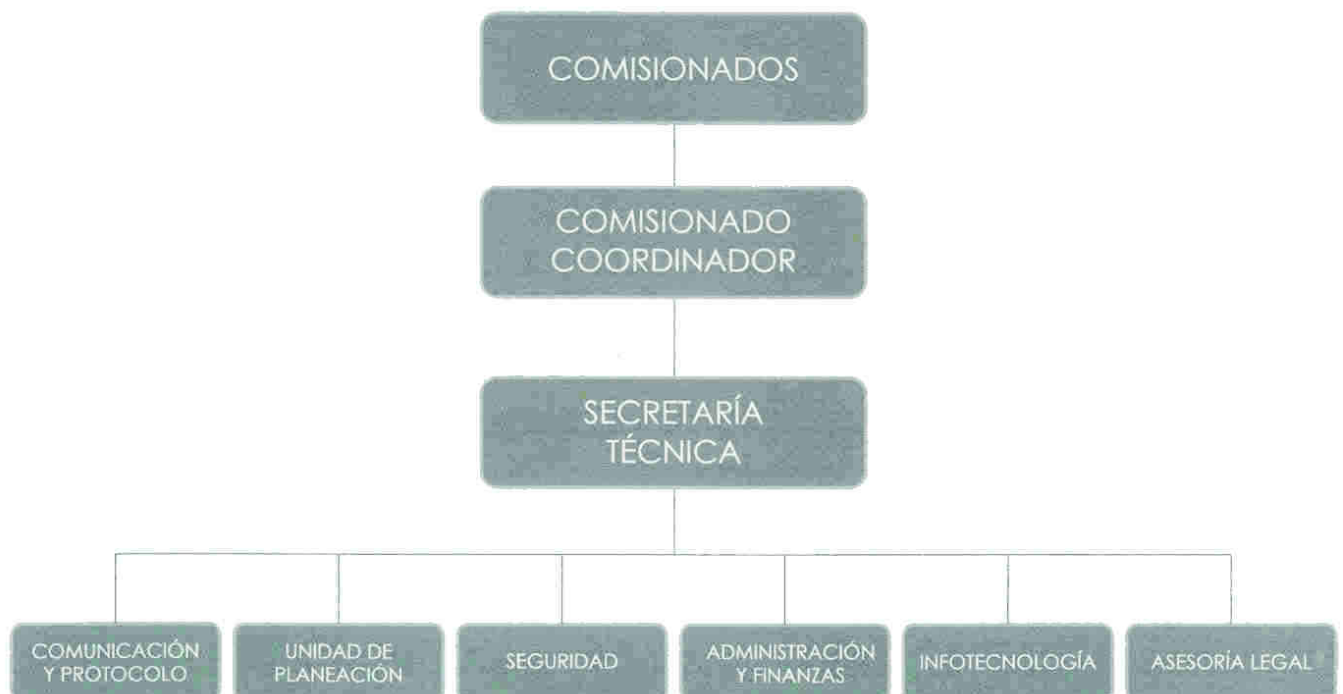 COMISIONADOS
COMISIONADO
COORDINADOR
SECRETARÍA
TÉCNICA
COMUNICACIÓN
Y PROTOCOLO
UNIDAD DE
PLANEACIÓN
SEGURIDAD
ADMINISTRACIÓN
Y FINANZAS
INFOTECNOLOGÍA
ASESORÍA LEGAL